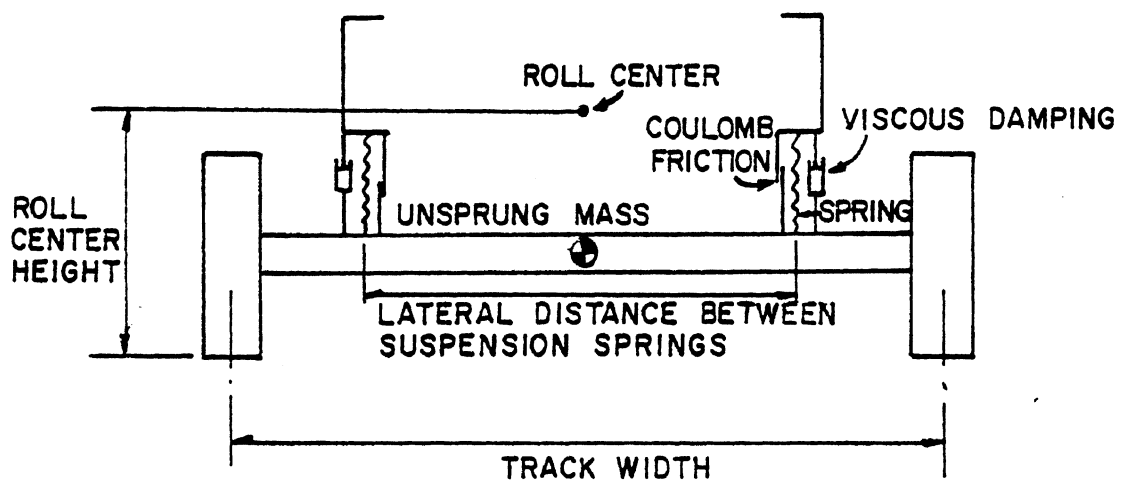 ROLL CENTER
COULOMB
FRICTION
VISCOUS DAMPING
ROLL
CENTER
HEIGHT
UNSPRUNG MASS
SPRING
LATERAL DISTANCE BETWEEN
SUSPENSION SPRINGS
TRACK WIDTH